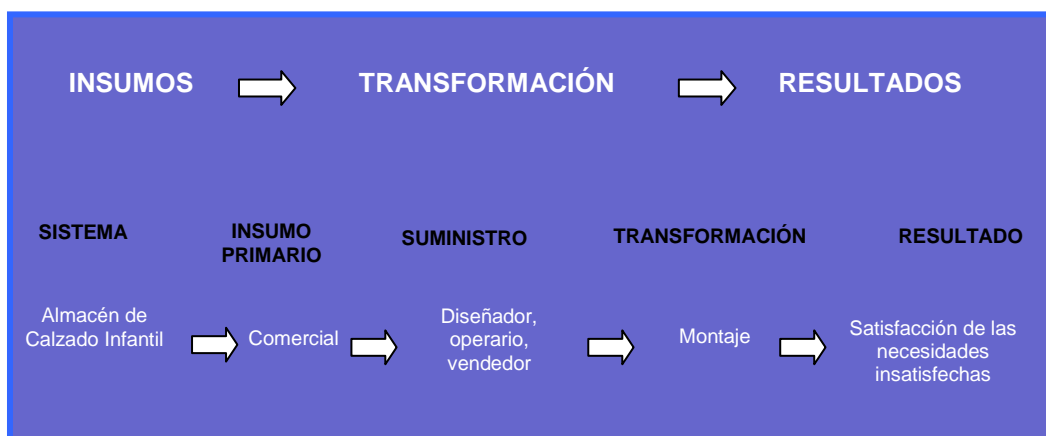 INSUMOS TRANSFORMACIÓN RESULTADOS
SISTEMA
INSUMO
PRIMARIO
SUMINISTRO
TRANSFORMACIÓN
RESULTADO
Almacén de
Calzado Infantil
Comercial
Diseñador,
operario,
vendedor
Montaje
Satisfacción de las
necesidades
insatisfechas